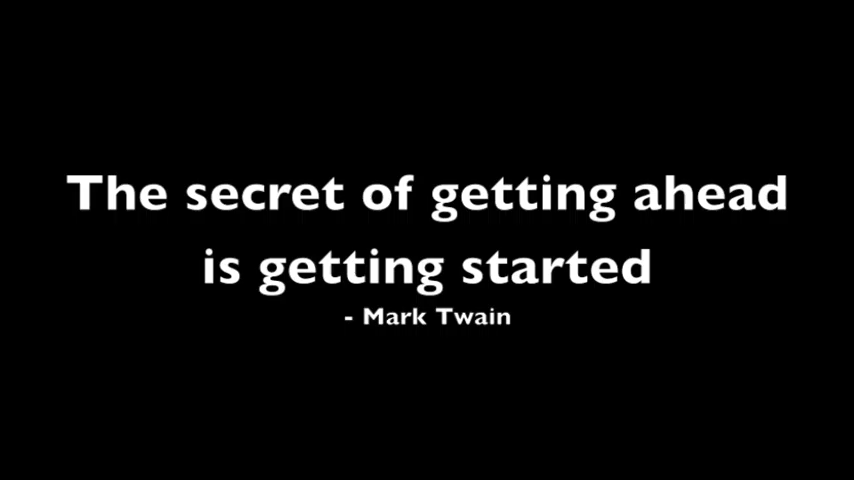 The secret of getting ahead
is getting started
- Mark Twain